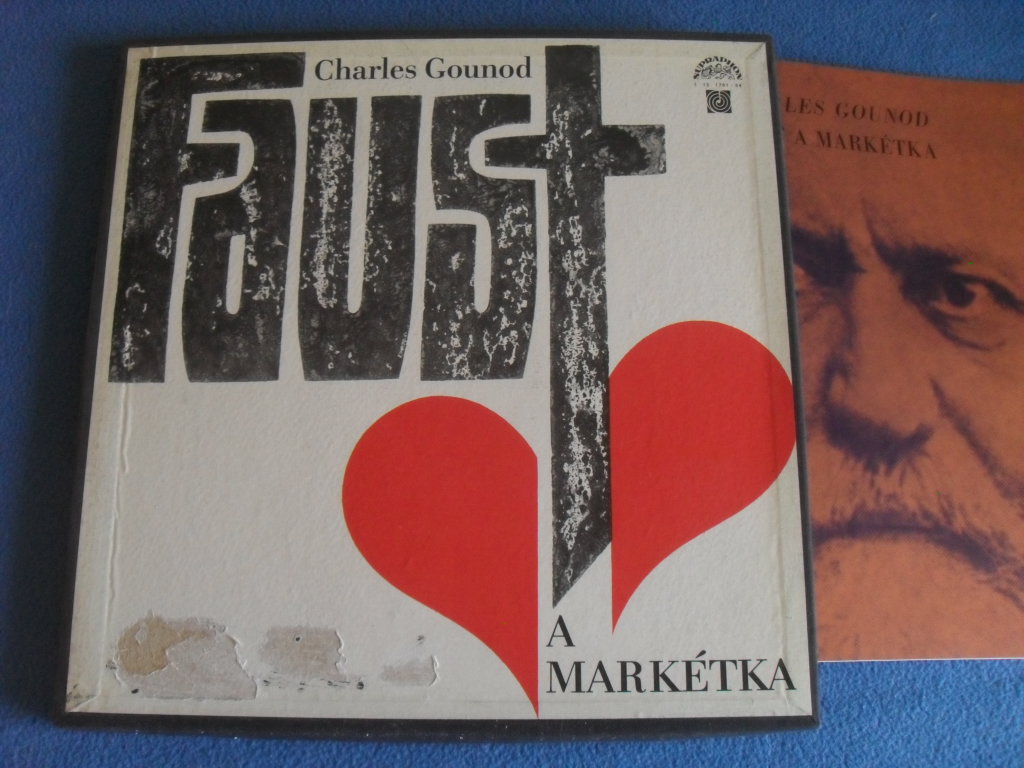 Faust
Charles Gounod
SUPRAPHON
A
MARKÉTKA
LES GOUNOD
A MARKÉTKA